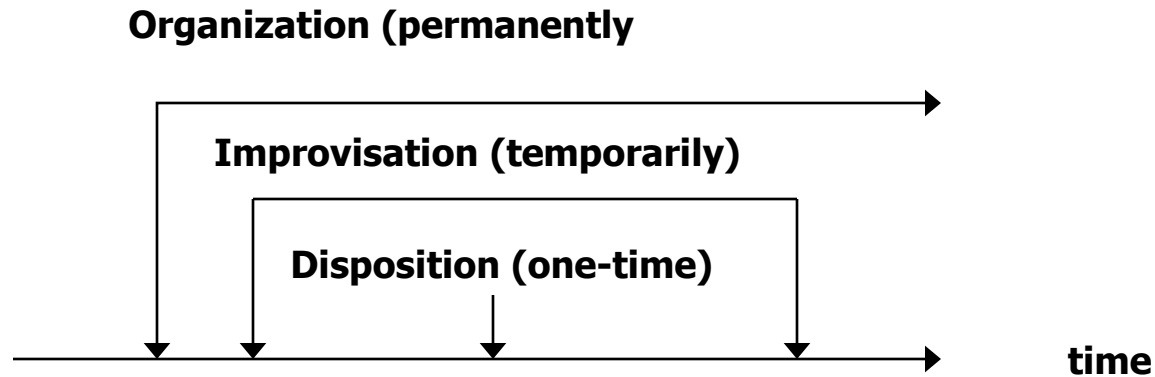 Organization (permanently
Improvisation (temporarily)
Disposition (one-time)
time